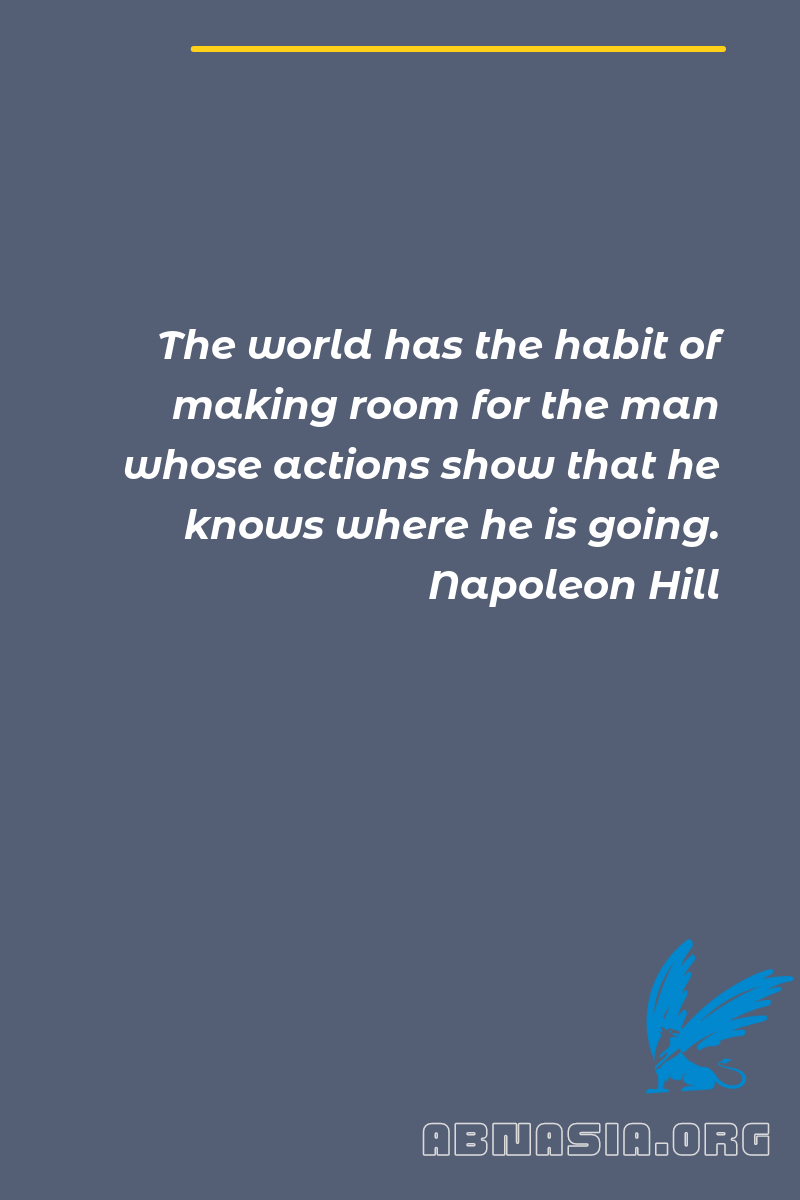 The world has the habit of
making room for the man
whose actions show that he
knows where he is going.
Napoleon Hill
ABNASIA.ORG